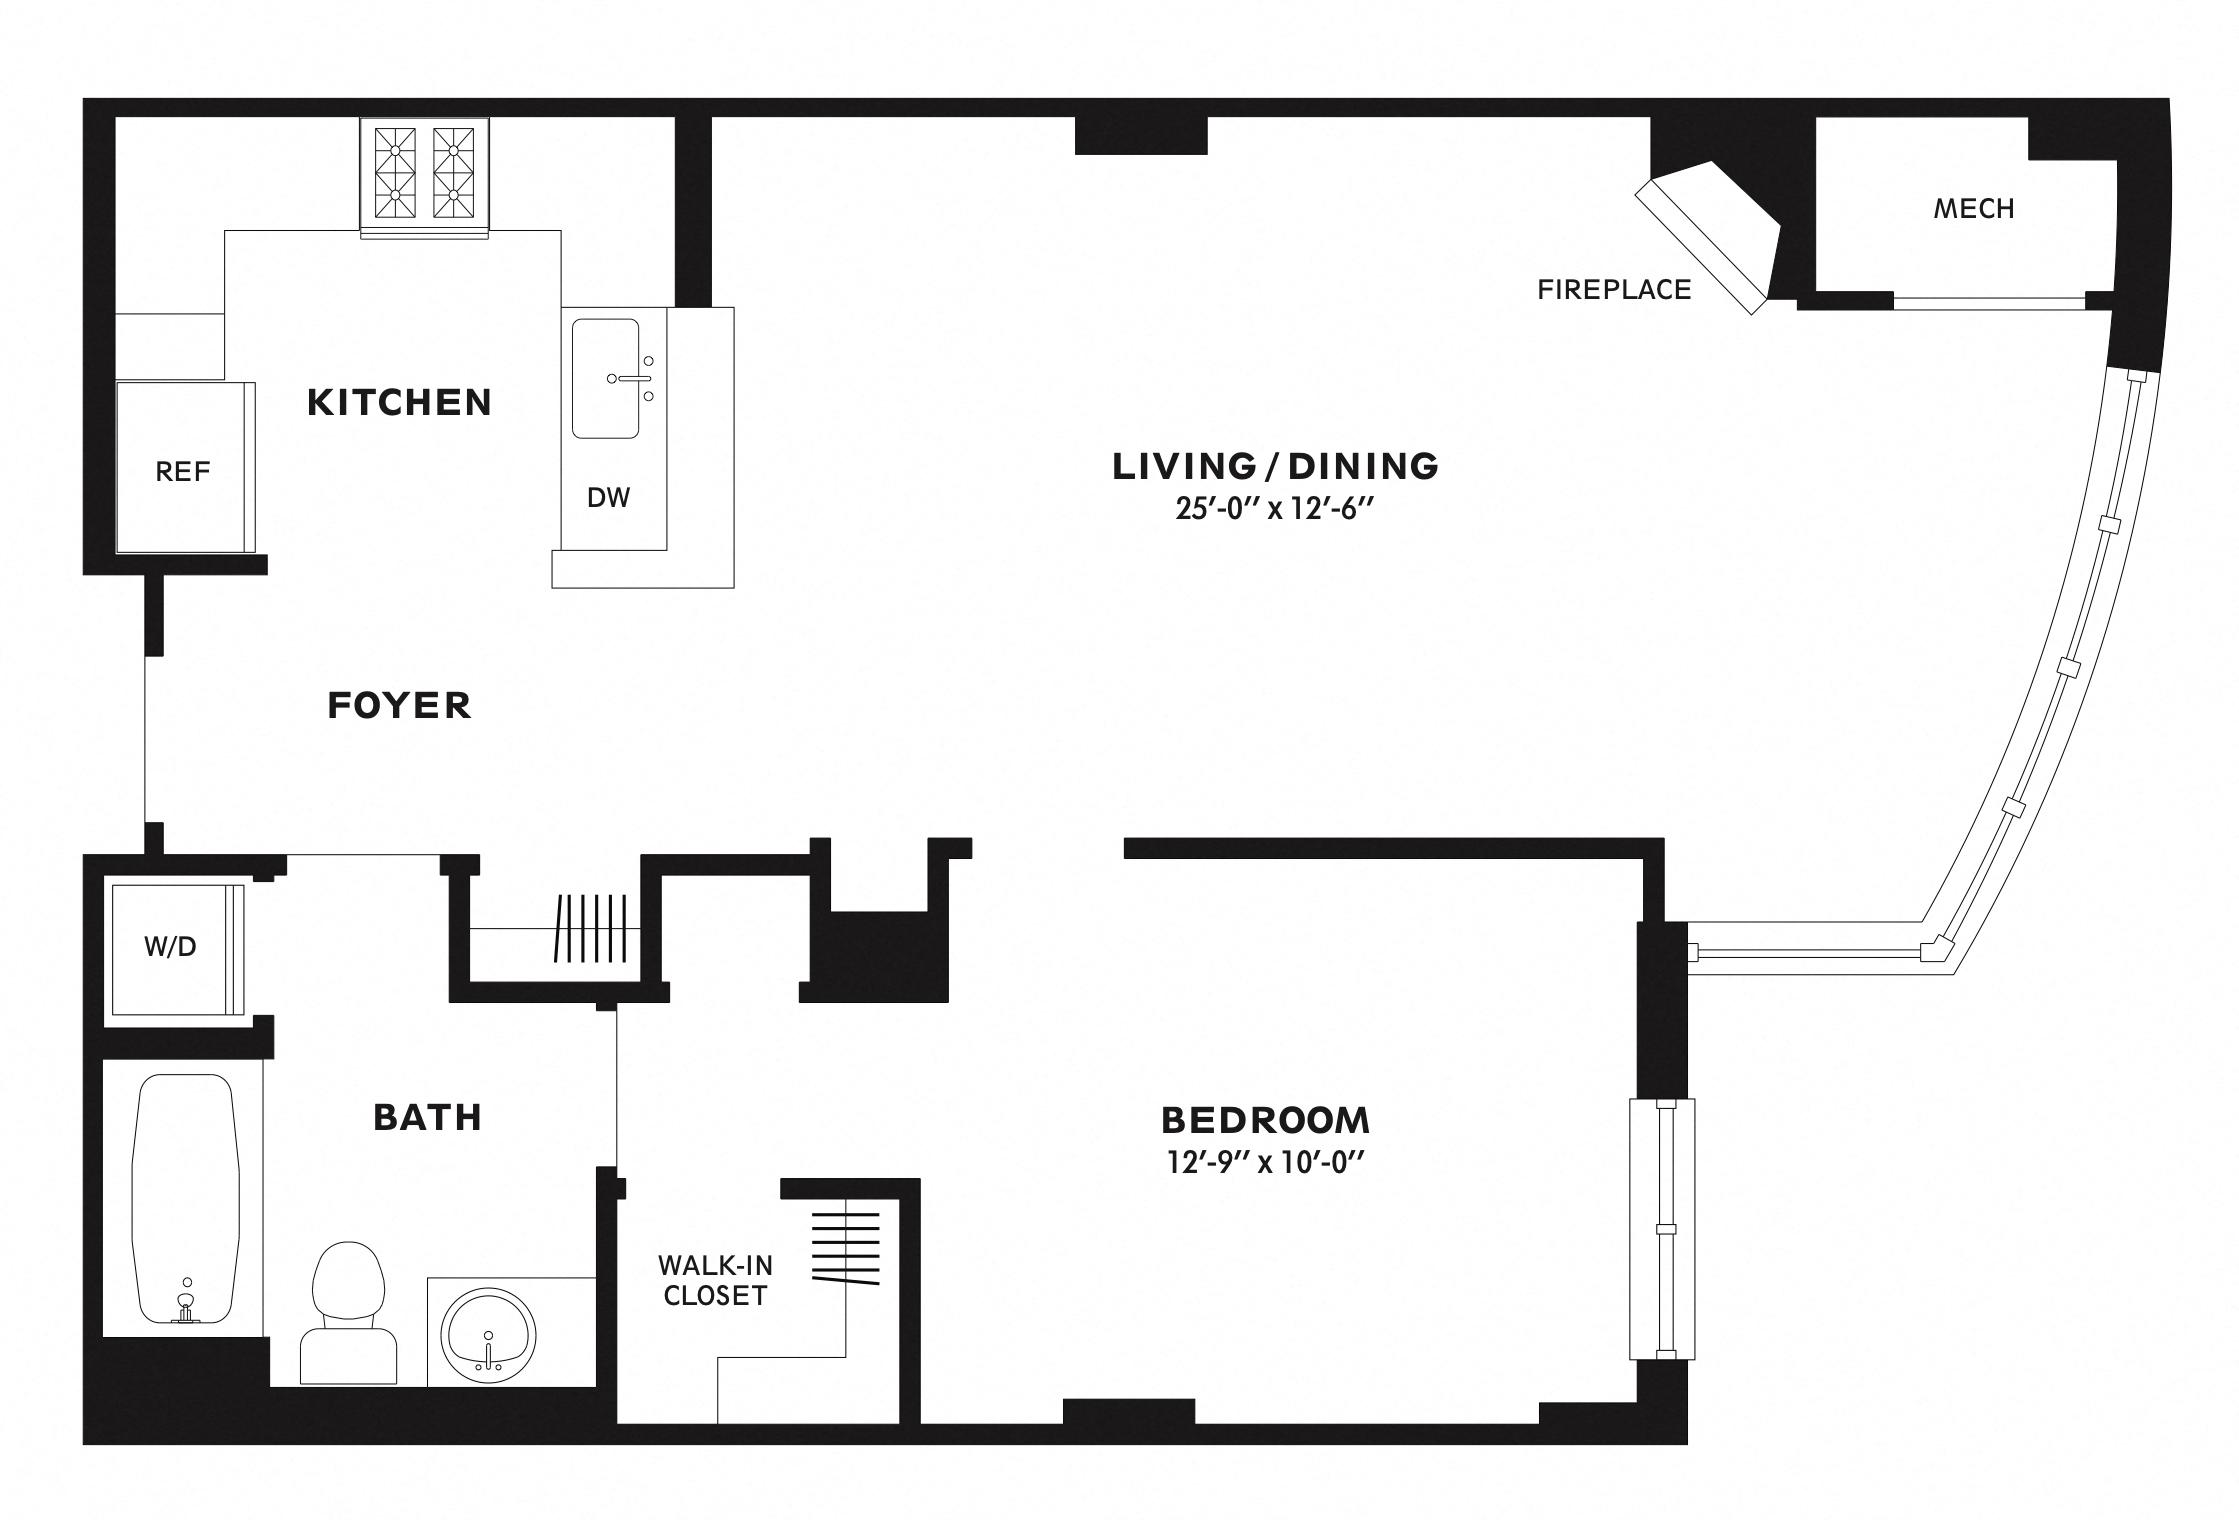 MECH
FIREPLACE
KITCHEN
REF
DW
LIVING / DINING
25'-0" x 12'-6"
FOYER
W/D
BATH
BEDROOM
12'-9" x 10'-0"
WALK-IN
CLOSET